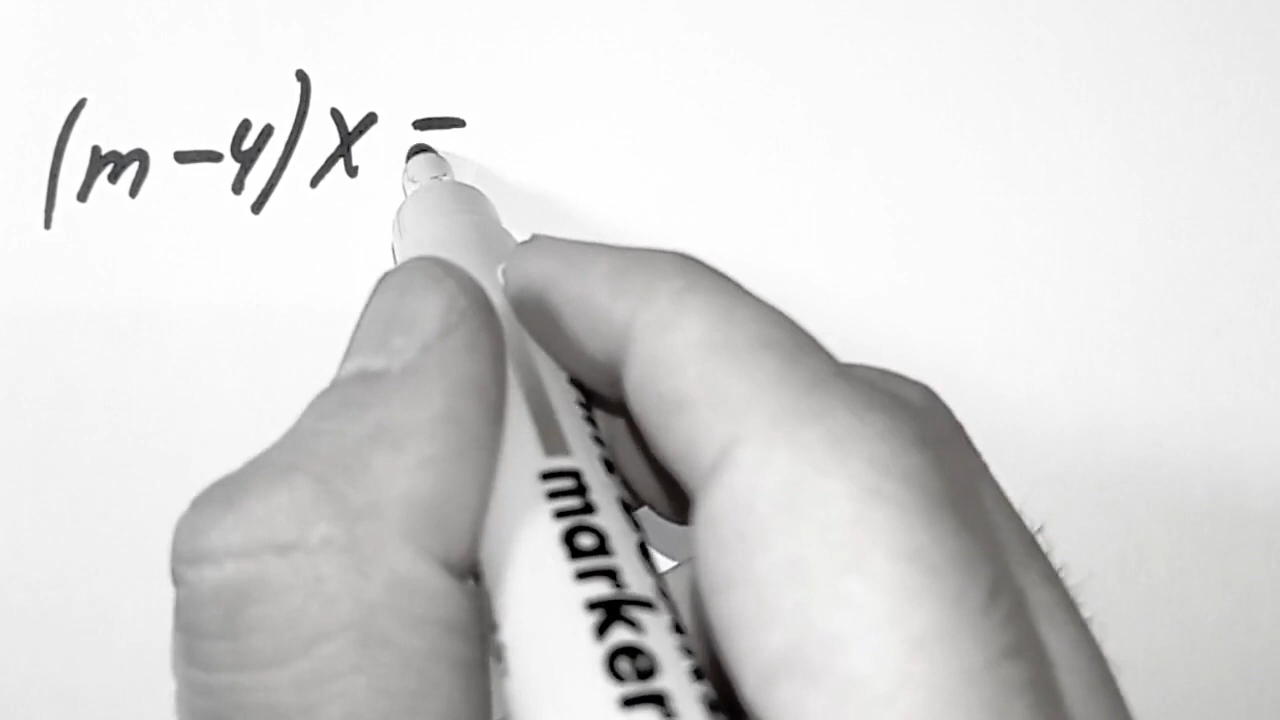 (m-4)x =
marker